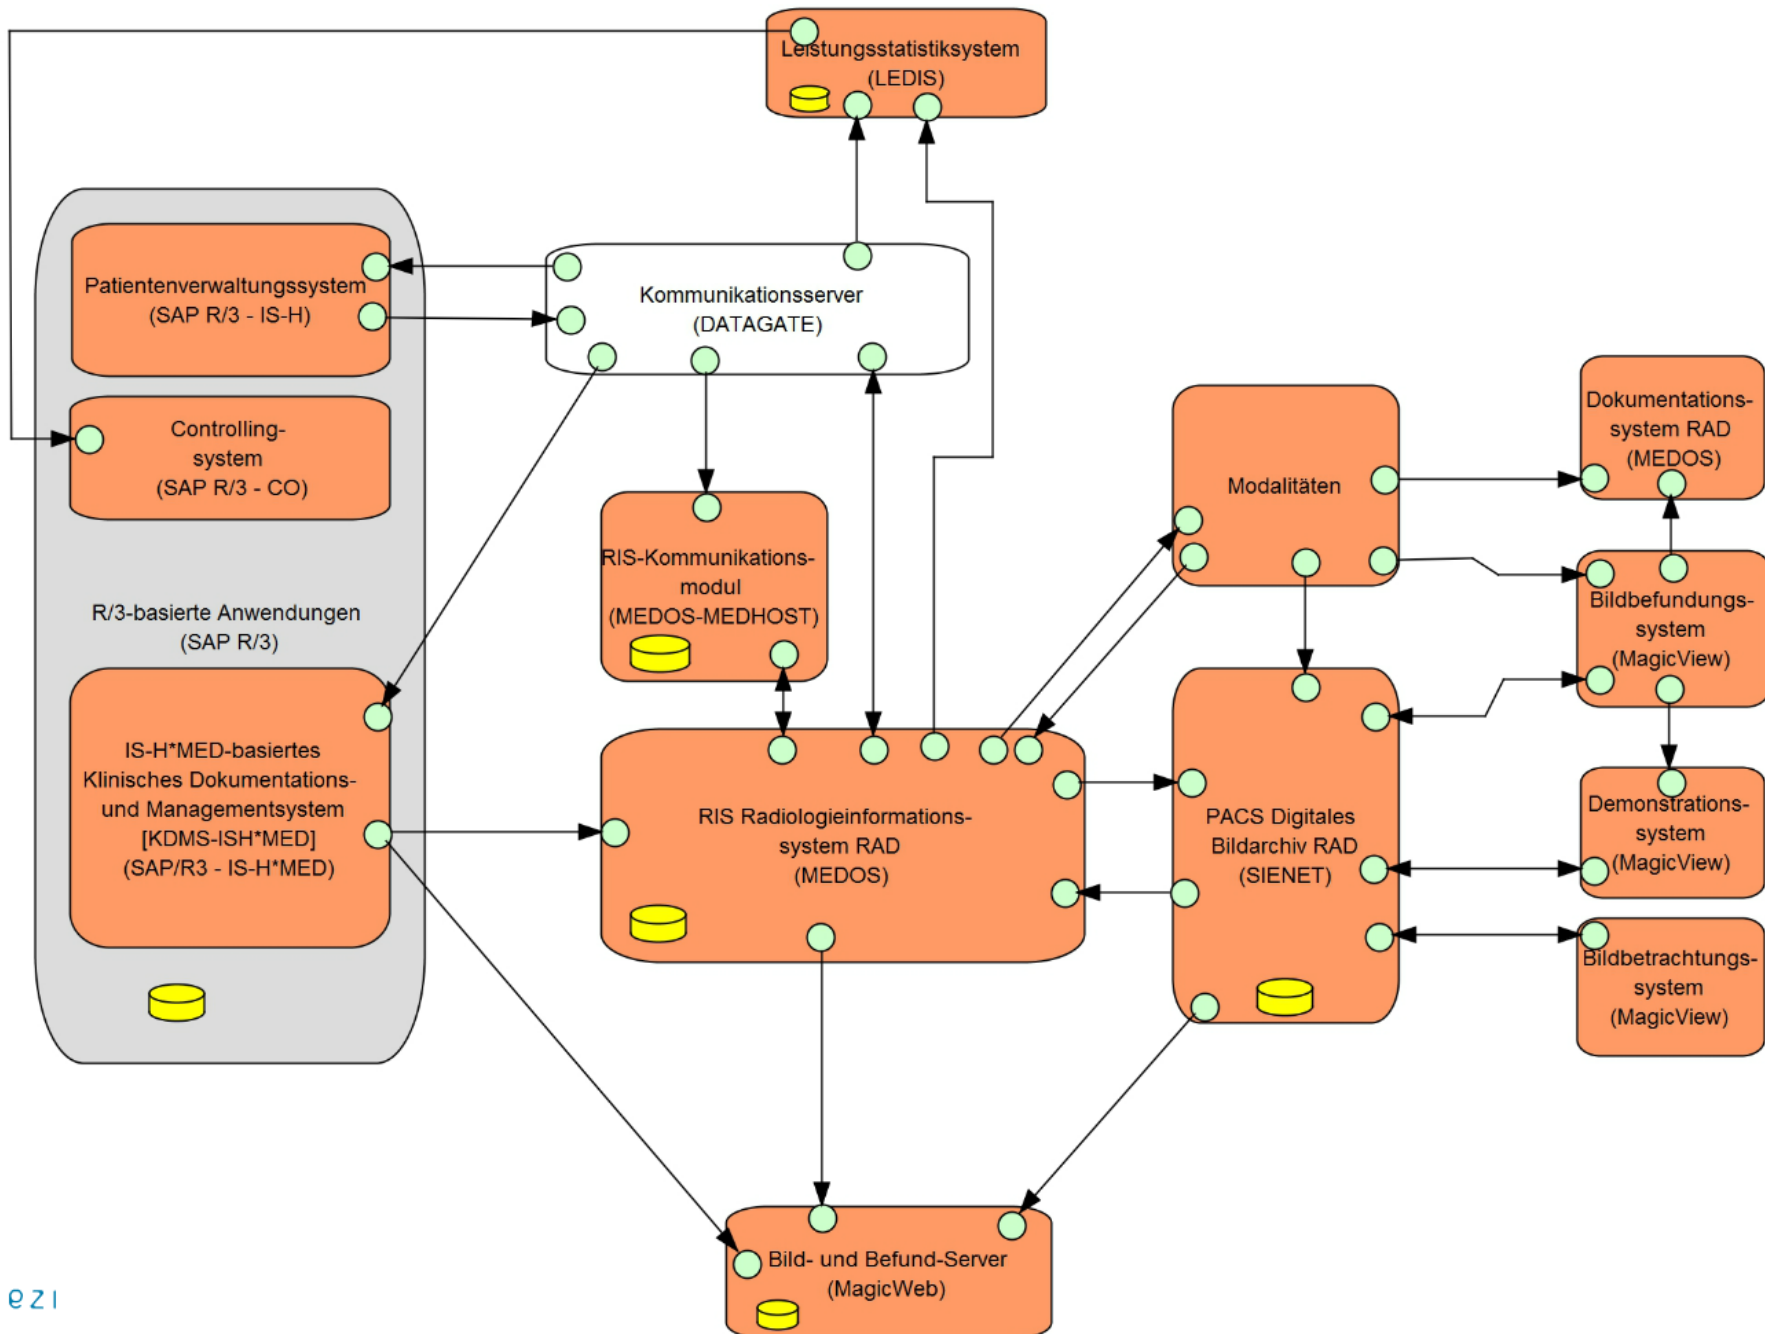 Leistungsstatistiksystem
(LEDIS)
Patientenverwaltungssystem
(SAP R/3 - IS-H)
Kommunikationsserver
(DATAGATE)
Controlling-
system
(SAP R/3 - CO)
Modalitäten
Dokumentations-
system RAD
(MEDOS)
RIS-Kommunikations-
modul
(MEDOS-MEDHOST)
R/3-basierte Anwendungen
(SAP R/3)
Bildbefundungs-
system
(MagicView)
IS-H*MED-basiertes
Klinisches Dokumentations-
und Managementsystem
[KDMS-ISH*MED]
(SAP/R3 - IS-H*MED)
RIS Radiologieinformations-
system RAD
(MEDOS)
PACS Digitales
Bildarchiv RAD
(SIENET)
Demonstrations-
system
(MagicView)
Bildbetrachtungs-
system
(MagicView)
Bild- und Befund-Server
(MagicWeb)